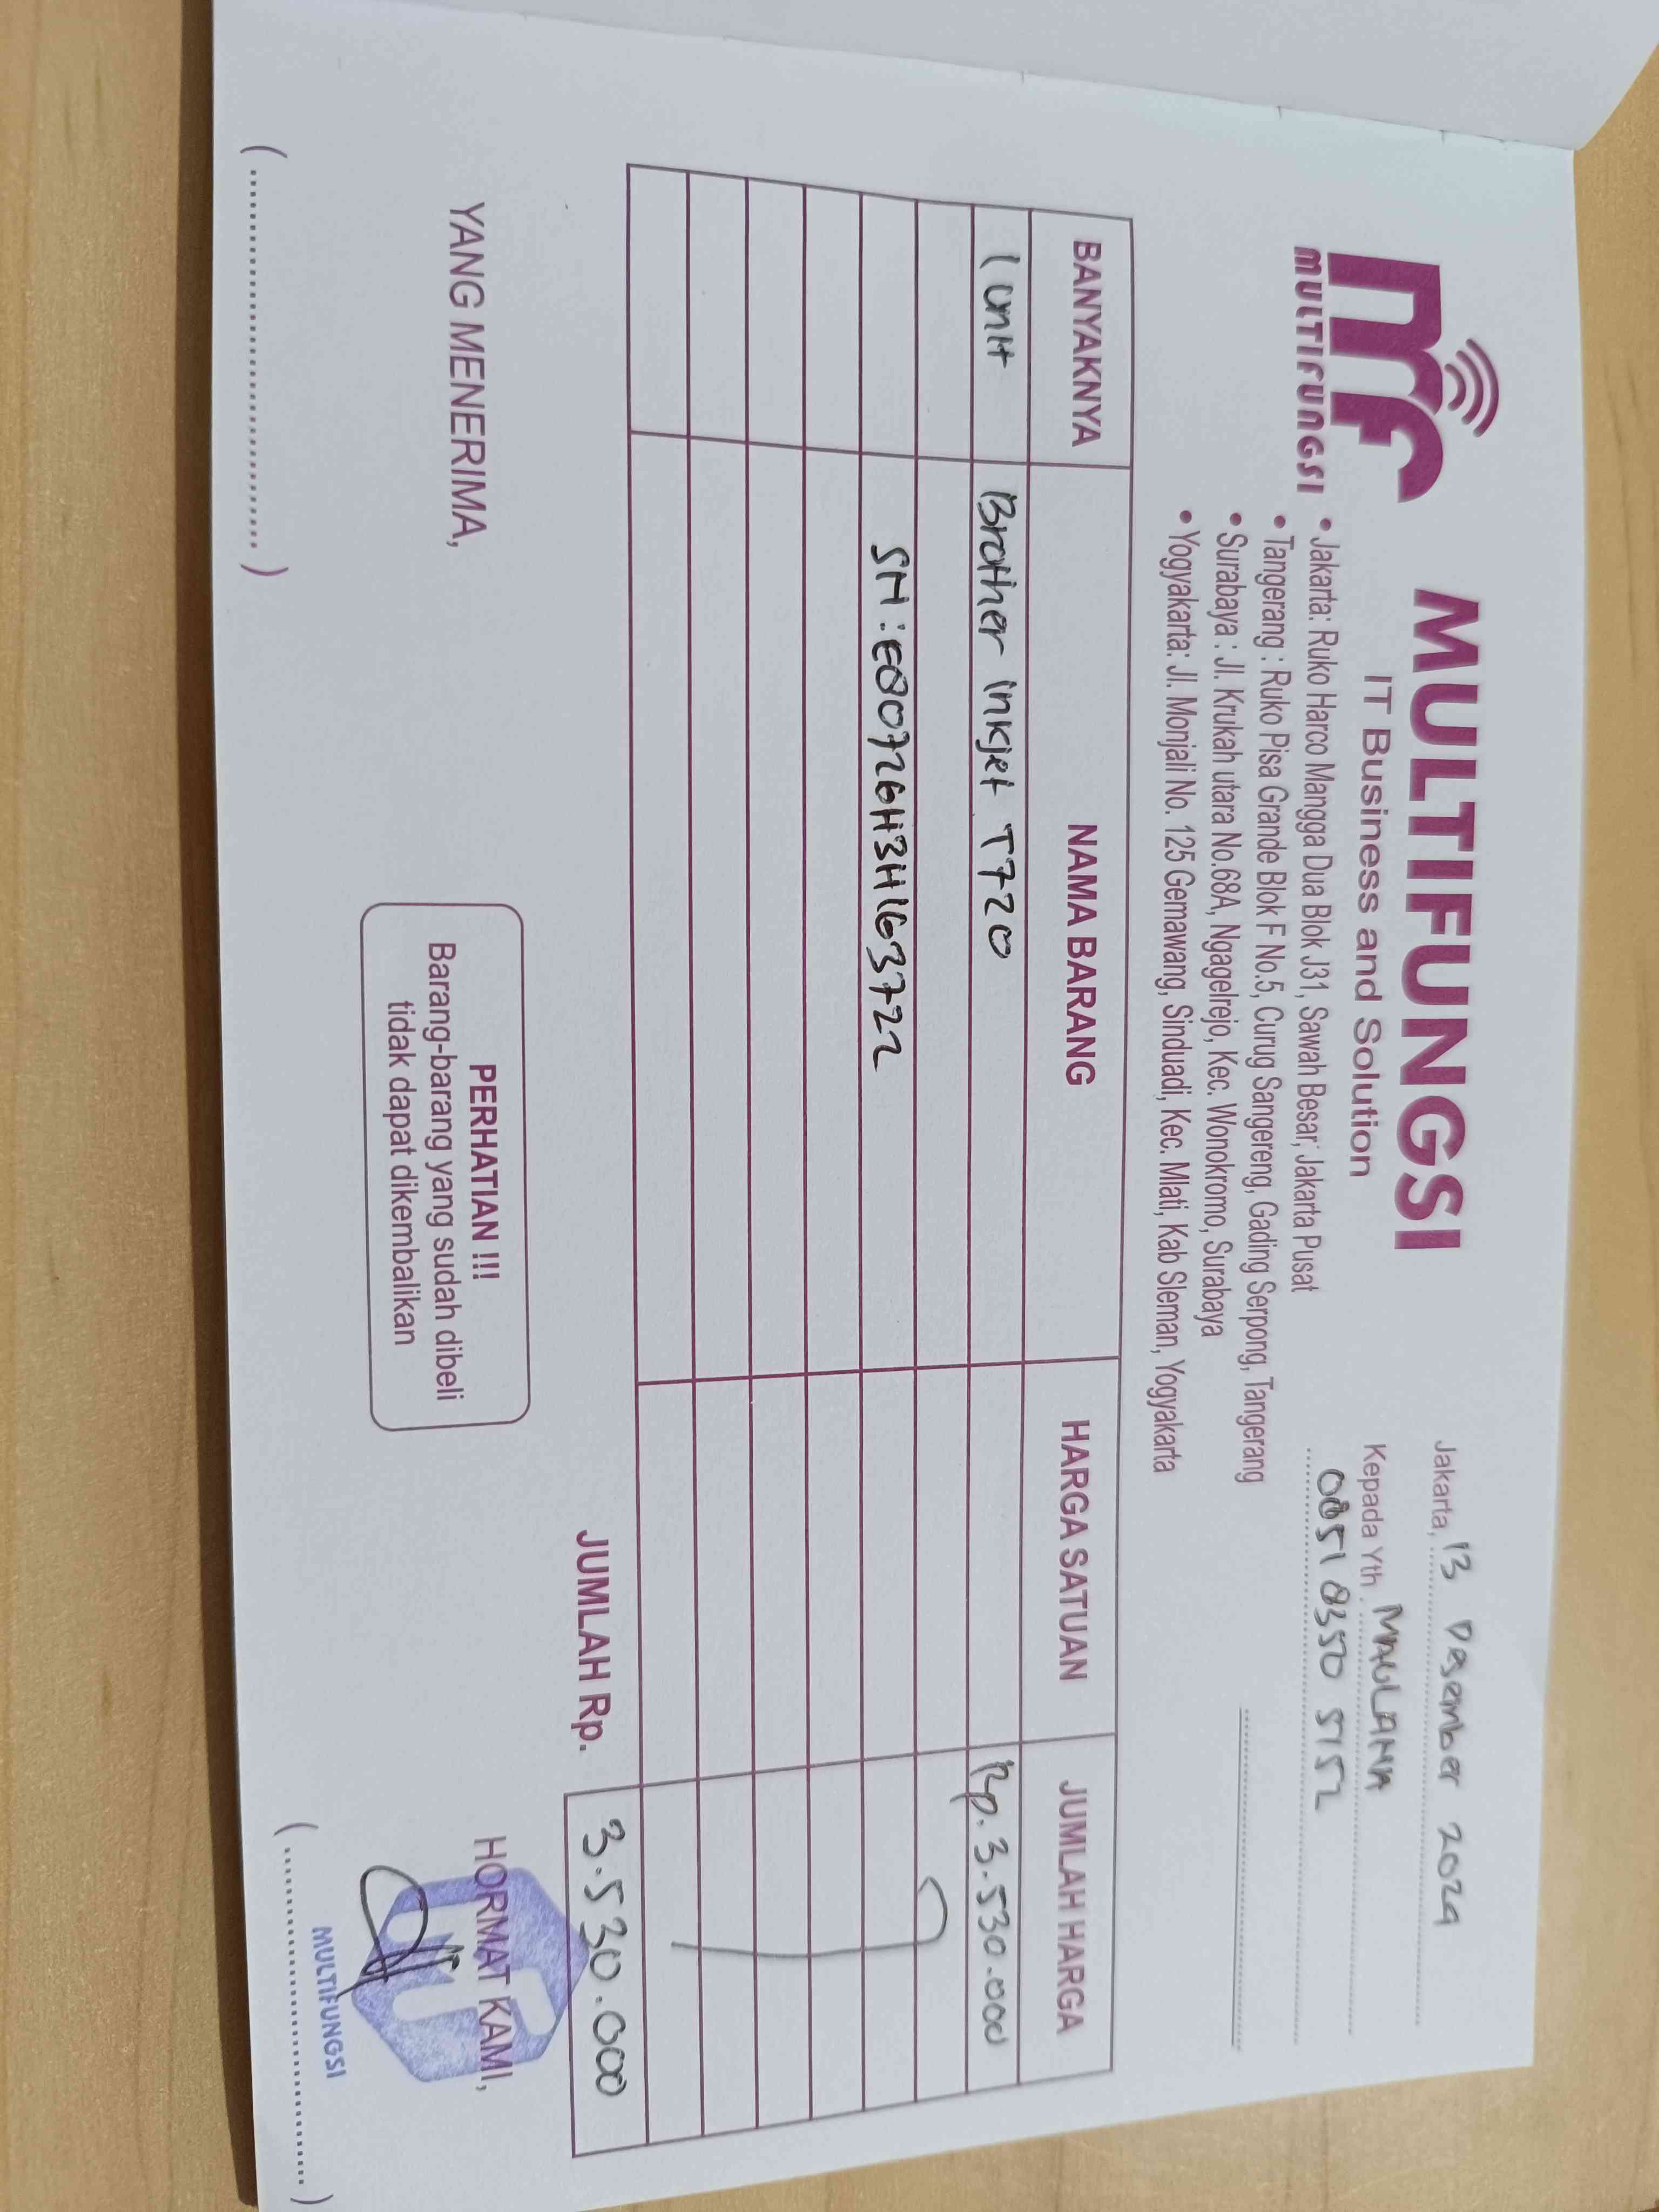 mf
MULTIFUNGSI
MULTIFUNGSI
IT Business and Solution
• Jakarta: Ruko Harco Mangga Dua Blok J31, Sawah Besar, Jakarta Pusat
• Tangerang : Ruko Pisa Grande Blok F No.5, Curug Sangereng, Gading Serpong, Tangerang
• Surabaya : Jl. Krukah utara No.68A, Ngagelrejo, Kec. Wonokromo, Surabaya
• Yogyakarta: Jl. Monjali No. 125 Gemawang, Sinduadi, Kec. Mlati, Kab Sleman, Yogyakarta
Jakarta, 13 Desember 2024
Kepada Yth. MAULANA
0851 8350 5152
BANYAKNYA NAMA BARANG HARGA SATUAN JUMLAH HARGA
1 unit Brother Inkjet T720 Rp. 3.530.000
SN : E80726H3H163722
JUMLAH Rp. 3.530.000
YANG MENERIMA,
PERHATIAN !!!
Barang-barang yang sudah dibeli
tidak dapat dikembalikan
HORMAT KAMI,
MULTIFUNGSI